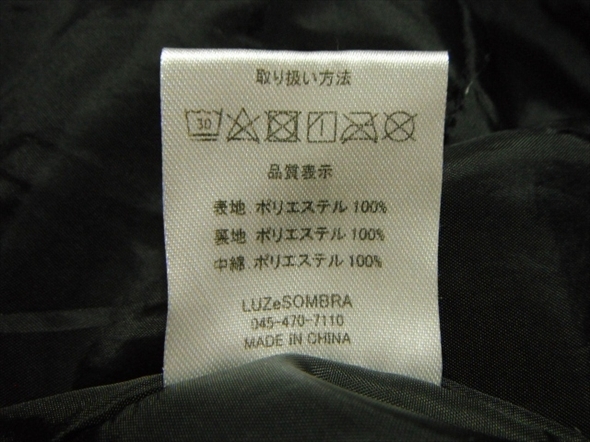 取り扱い方法
30
品質表示
表地 ポリエステル 100%
裏地 ポリエステル 100%
中綿 ポリエステル 100%
LUZeSOMBRA
045-470-7110
MADE IN CHINA